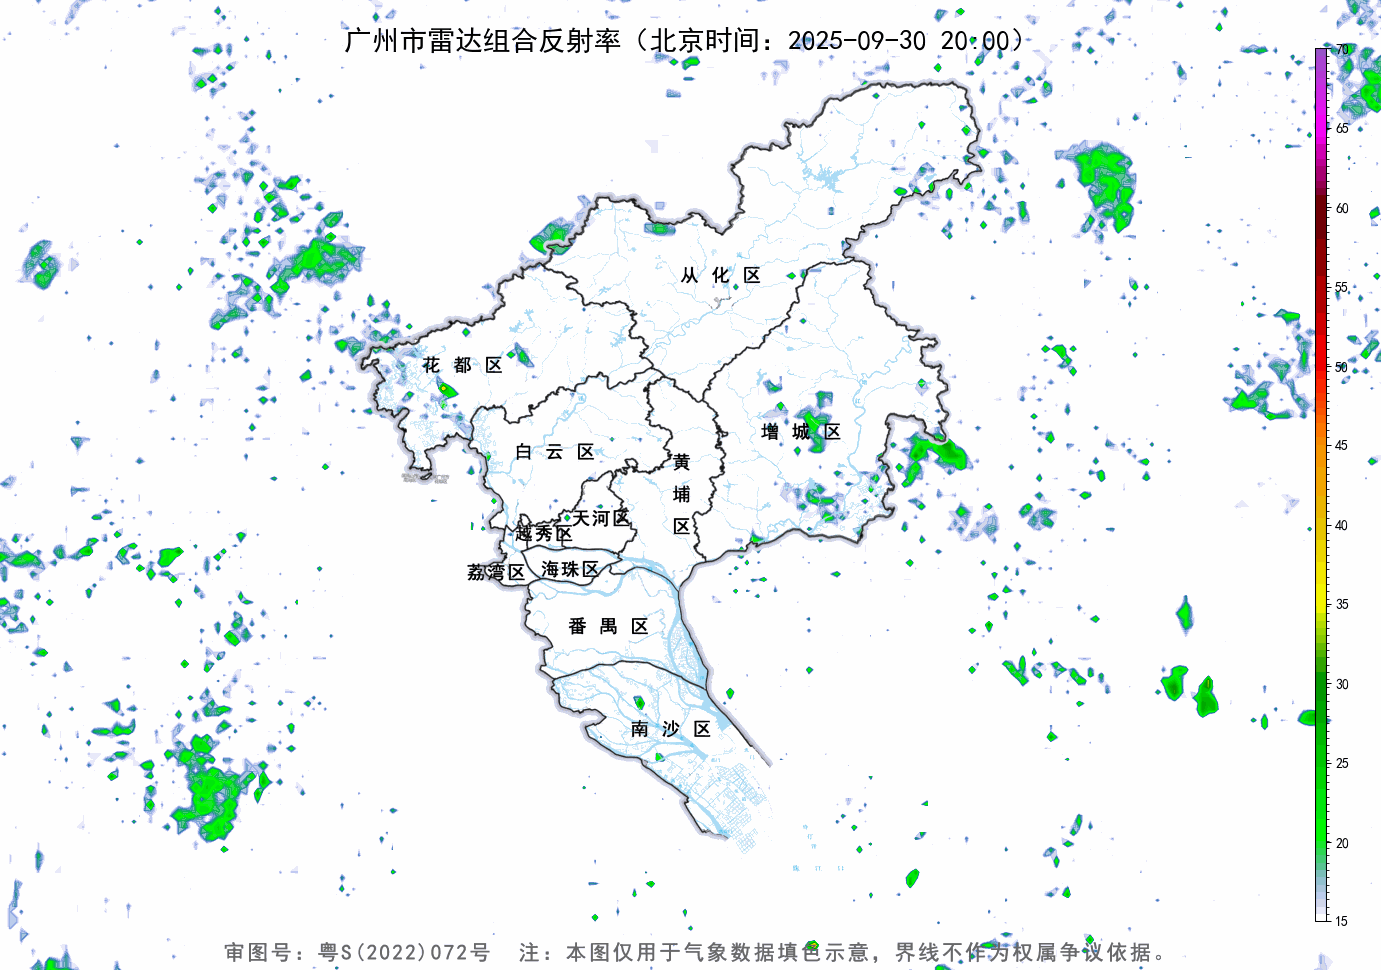 广州市雷达组合反射率（北京时间：2025-09-30 20:00）
70
65
60
55
50
45
40
35
30
25
20
15
从化区
花都区
增城区
白云区
黄埔区
天河区
越秀区
荔湾区
海珠区
番禺区
南沙区
审图号：粤S(2022)072号　注：本图仅用于气象数据填色示意，界线不作为权属争议依据。